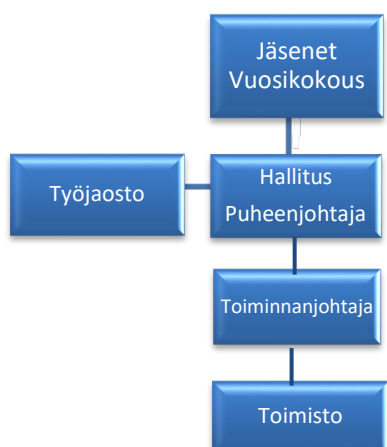 Jäsenet
Vuosikokous
Työjaosto
Hallitus
Puheenjohtaja
Toiminnanjohtaja
Toimisto